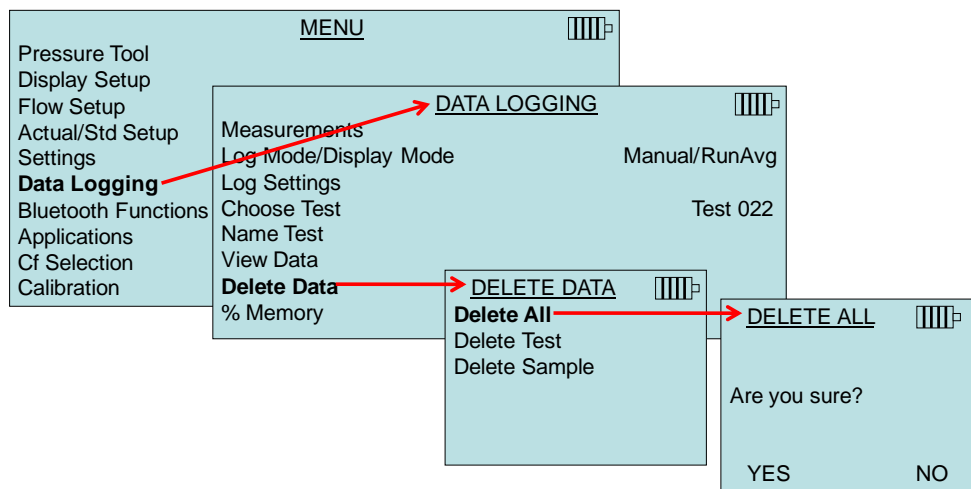 MENU
Pressure Tool
Display Setup
Flow Setup
Actual/Std Setup
Settings
Data Logging
Bluetooth Functions
Applications
Cf Selection
Calibration
DATA LOGGING
Measurements
Log Mode/Display Mode Manual/RunAvg
Log Settings
Choose Test Test 022
Name Test
View Data
Delete Data
% Memory
DELETE DATA
Delete All
Delete Test
Delete Sample
DELETE ALL
Are you sure?
YES NO